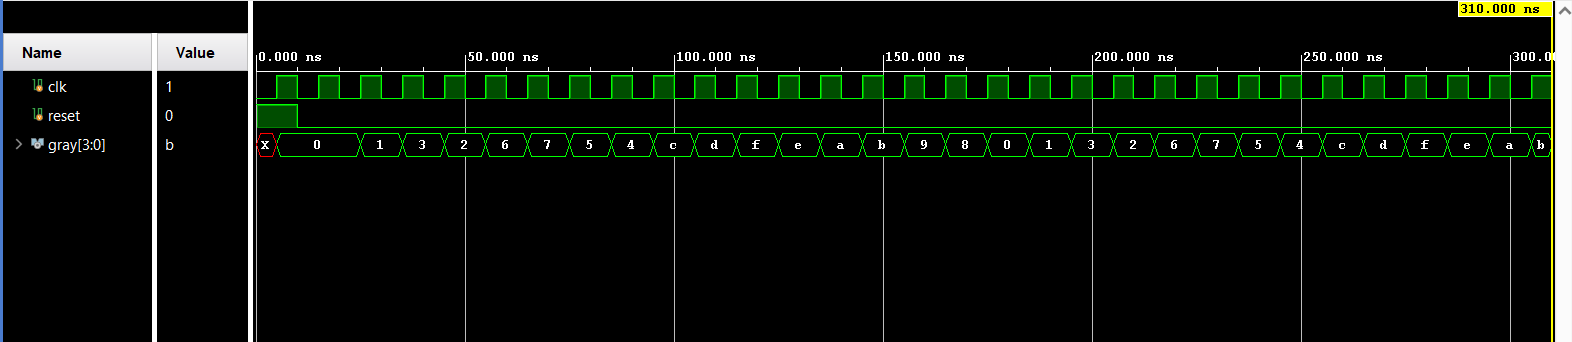 310.000 ns
Name Value
0.000 ns 50.000 ns 100.000 ns 150.000 ns 200.000 ns 250.000 ns 300.0
clk 1
reset 0
gray[3:0] b X 0 1 3 2 6 7 5 4 c d f e a b 9 8 0 1 3 2 6 7 5 4 c d f e a b